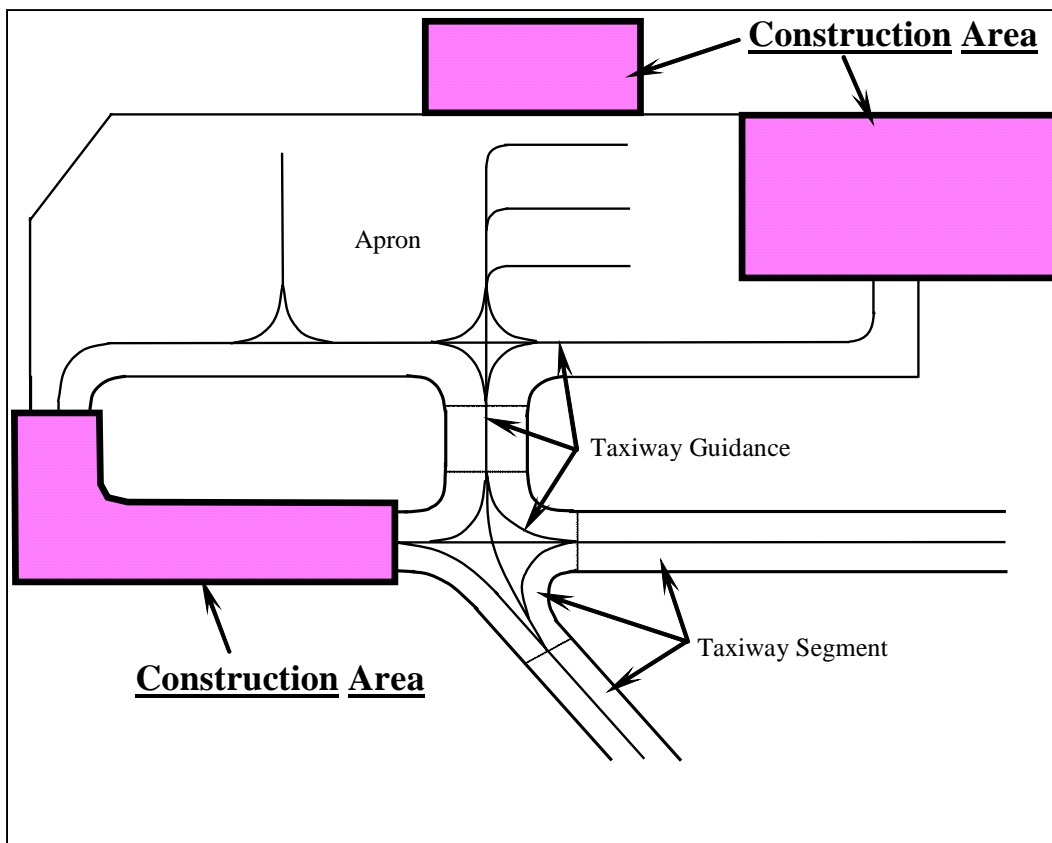 Construction Area
Apron
Taxiway Guidance
Taxiway Segment
Construction Area